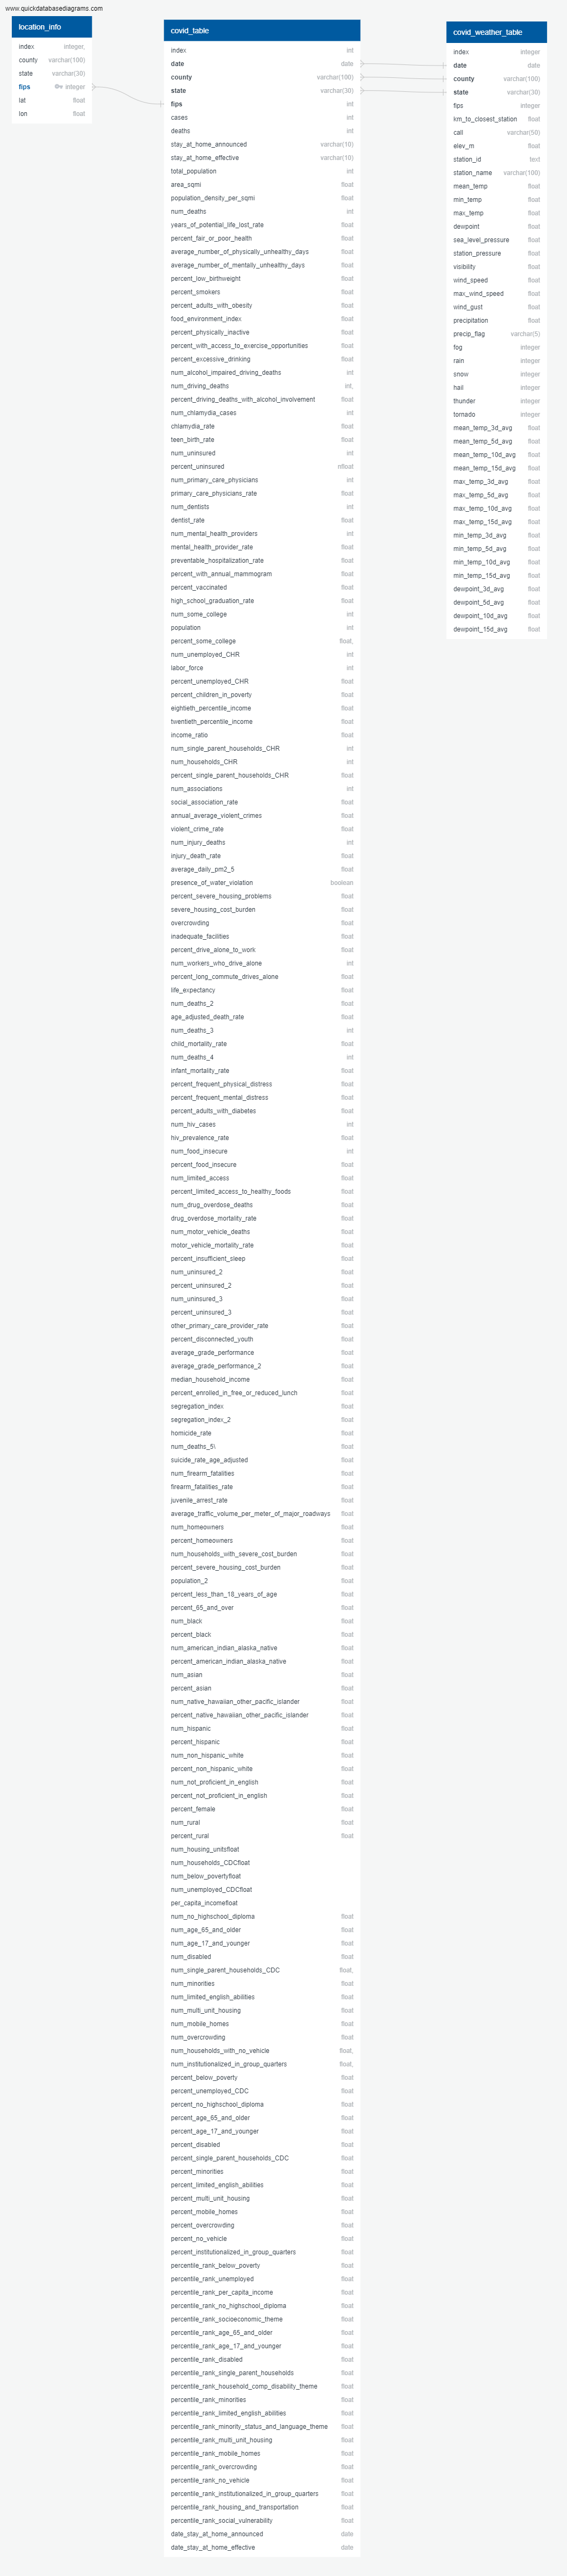 www.quickdatabasediagrams.com
location_info
index integer,
county varchar(100)
state varchar(30)
fips integer
lat float
lon float
covid_table
index int
date date
county varchar(100)
state varchar(30)
fips int
cases int
deaths int
stay_at_home_announced varchar(10)
stay_at_home_effective varchar(10)
total_population int
area_sqmi float
population_density_per_sqmi float
num_deaths int
years_of_potential_life_lost_rate float
percent_fair_or_poor_health float
average_number_of_physically_unhealthy_days float
average_number_of_mentally_unhealthy_days float
percent_low_birthweight float
percent_smokers float
percent_adults_with_obesity float
food_environment_index float
percent_physically_inactive float
percent_with_access_to_exercise_opportunities float
percent_excessive_drinking float
num_alcohol_impaired_driving_deaths int
num_driving_deaths int,
percent_driving_deaths_with_alcohol_involvement float
num_chlamydia_cases int
chlamydia_rate float
teen_birth_rate float
num_uninsured int
percent_uninsured nfloat
num_primary_care_physicians int
primary_care_physicians_rate float
num_dentists int
dentist_rate float
num_mental_health_providers int
mental_health_provider_rate float
preventable_hospitalization_rate float
percent_with_annual_mammogram float
percent_vaccinated float
high_school_graduation_rate float
num_some_college int
population int
percent_some_college float,
num_unemployed_CHR int
labor_force int
percent_unemployed_CHR float
percent_children_in_poverty float
eightieth_percentile_income float
twentieth_percentile_income float
income_ratio float
num_single_parent_households_CHR int
num_households_CHR int
percent_single_parent_households_CHR float
num_associations int
social_association_rate float
annual_average_violent_crimes float
violent_crime_rate float
num_injury_deaths int
injury_death_rate float
average_daily_pm2_5 float
presence_of_water_violation boolean
percent_severe_housing_problems float
severe_housing_cost_burden float
overcrowding float
inadequate_facilities float
percent_drive_alone_to_work float
num_workers_who_drive_alone int
percent_long_commute_drives_alone float
life_expectancy float
num_deaths_2 float
age_adjusted_death_rate float
num_deaths_3 int
child_mortality_rate float
num_deaths_4 int
infant_mortality_rate float
percent_frequent_physical_distress float
percent_frequent_mental_distress float
percent_adults_with_diabetes float
num_hiv_cases int
hiv_prevalence_rate float
num_food_insecure int
percent_food_insecure float
num_limited_access float
percent_limited_access_to_healthy_foods float
num_drug_overdose_deaths float
drug_overdose_mortality_rate float
num_motor_vehicle_deaths float
motor_vehicle_mortality_rate float
percent_insufficient_sleep float
num_uninsured_2 float
percent_uninsured_2 float
num_uninsured_3 float
percent_uninsured_3 float
other_primary_care_provider_rate float
percent_disconnected_youth float
average_grade_performance float
average_grade_performance_2 float
median_household_income float
percent_enrolled_in_free_or_reduced_lunch float
segregation_index float
segregation_index_2 float
homicide_rate float
num_deaths_5\ float
suicide_rate_age_adjusted float
num_firearm_fatalities float
firearm_fatalities_rate float
juvenile_arrest_rate float
average_traffic_volume_per_meter_of_major_roadways float
num_homeowners float
percent_homeowners float
num_households_with_severe_cost_burden float
percent_severe_housing_cost_burden float
population_2 float
percent_less_than_18_years_of_age float
percent_65_and_over float
num_black float
percent_black float
num_american_indian_alaska_native float
percent_american_indian_alaska_native float
num_asian float
percent_asian float
num_native_hawaiian_other_pacific_islander float
percent_native_hawaiian_other_pacific_islander float
num_hispanic float
percent_hispanic float
num_non_hispanic_white float
percent_non_hispanic_white float
num_not_proficient_in_english float
percent_not_proficient_in_english float
percent_female float
num_rural float
percent_rural float
num_housing_unitsfloat
num_households_CDCfloat
num_below_povertyfloat
num_unemployed_CDCfloat
per_capita_incomefloat
num_no_highschool_diploma float
num_age_65_and_older float
num_age_17_and_younger float
num_disabled float
num_single_parent_households_CDC float,
num_minorities float
num_limited_english_abilities float
num_multi_unit_housing float
num_mobile_homes float
num_overcrowding float
num_households_with_no_vehicle float,
num_institutionalized_in_group_quarters float,
percent_below_poverty float
percent_unemployed_CDC float
percent_no_highschool_diploma float
percent_age_65_and_older float
percent_age_17_and_younger float
percent_disabled float
percent_single_parent_households_CDC float
percent_minorities float
percent_limited_english_abilities float
percent_multi_unit_housing float
percent_mobile_homes float
percent_overcrowding float
percent_no_vehicle float
percent_institutionalized_in_group_quarters float
percentile_rank_below_poverty float
percentile_rank_unemployed float
percentile_rank_per_capita_income float
percentile_rank_no_highschool_diploma float
percentile_rank_socioeconomic_theme float
percentile_rank_age_65_and_older float
percentile_rank_age_17_and_younger float
percentile_rank_disabled float
percentile_rank_single_parent_households float
percentile_rank_household_comp_disability_theme float
percentile_rank_minorities float
percentile_rank_limited_english_abilities float
percentile_rank_minority_status_and_language_theme float
percentile_rank_multi_unit_housing float
percentile_rank_mobile_homes float
percentile_rank_overcrowding float
percentile_rank_no_vehicle float
percentile_rank_institutionalized_in_group_quarters float
percentile_rank_housing_and_transportation float
percentile_rank_social_vulnerability float
date_stay_at_home_announced date
date_stay_at_home_effective date
covid_weather_table
index integer
date date
county varchar(100)
state varchar(30)
fips integer
km_to_closest_station float
call varchar(50)
elev_m float
station_id text
station_name varchar(100)
mean_temp float
min_temp float
max_temp float
dewpoint float
sea_level_pressure float
station_pressure float
visibility float
wind_speed float
max_wind_speed float
wind_gust float
precipitation float
precip_flag varchar(5)
fog integer
rain integer
snow integer
hail integer
thunder integer
tornado integer
mean_temp_3d_avg float
mean_temp_5d_avg float
mean_temp_10d_avg float
mean_temp_15d_avg float
max_temp_3d_avg float
max_temp_5d_avg float
max_temp_10d_avg float
max_temp_15d_avg float
min_temp_3d_avg float
min_temp_5d_avg float
min_temp_10d_avg float
min_temp_15d_avg float
dewpoint_3d_avg float
dewpoint_5d_avg float
dewpoint_10d_avg float
dewpoint_15d_avg float